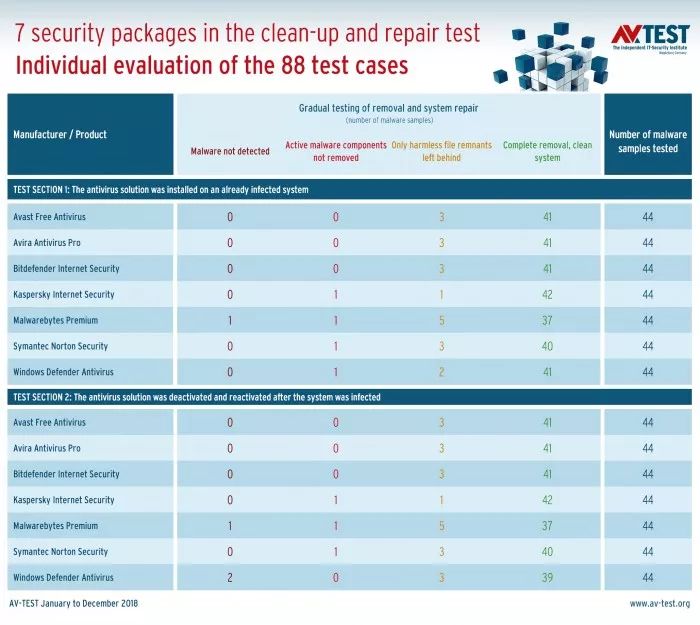 7 security packages in the clean-up and repair test
Individual evaluation of the 88 test cases
AVTEST
The Independent IT-Security Institute
Magdeburg Germany
Manufacturer / Product
Gradual testing of removal and system repair
(number of malware samples)
Number of malware samples tested
Malware not detected
Active malware components not removed
Only harmless file remnants left behind
Complete removal, clean system
TEST SECTION 1: The antivirus solution was installed on an already infected system
Avast Free Antivirus 0 0 3 41 44
Avira Antivirus Pro 0 0 3 41 44
Bitdefender Internet Security 0 0 3 41 44
Kaspersky Internet Security 0 1 1 42 44
Malwarebytes Premium 1 1 5 37 44
Symantec Norton Security 0 1 3 40 44
Windows Defender Antivirus 0 1 2 41 44
TEST SECTION 2: The antivirus solution was deactivated and reactivated after the system was infected
Avast Free Antivirus 0 0 3 41 44
Avira Antivirus Pro 0 0 3 41 44
Bitdefender Internet Security 0 0 3 41 44
Kaspersky Internet Security 0 1 1 42 44
Malwarebytes Premium 1 1 5 37 44
Symantec Norton Security 0 1 3 40 44
Windows Defender Antivirus 2 0 3 39 44
AV-TEST January to December 2018
www.av-test.org